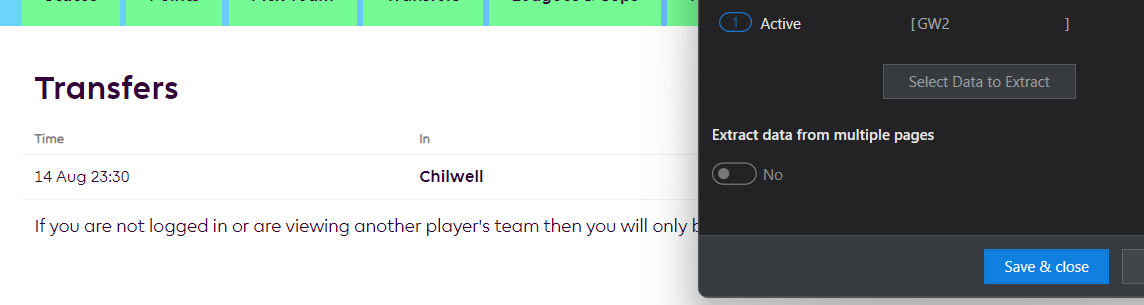 Transfers
Time In
14 Aug 23:30 Chilwell
If you are not logged in or are viewing another player's team then you will only
1 Active [ GW2 ]
Select Data to Extract
Extract data from multiple pages
No
Save & close